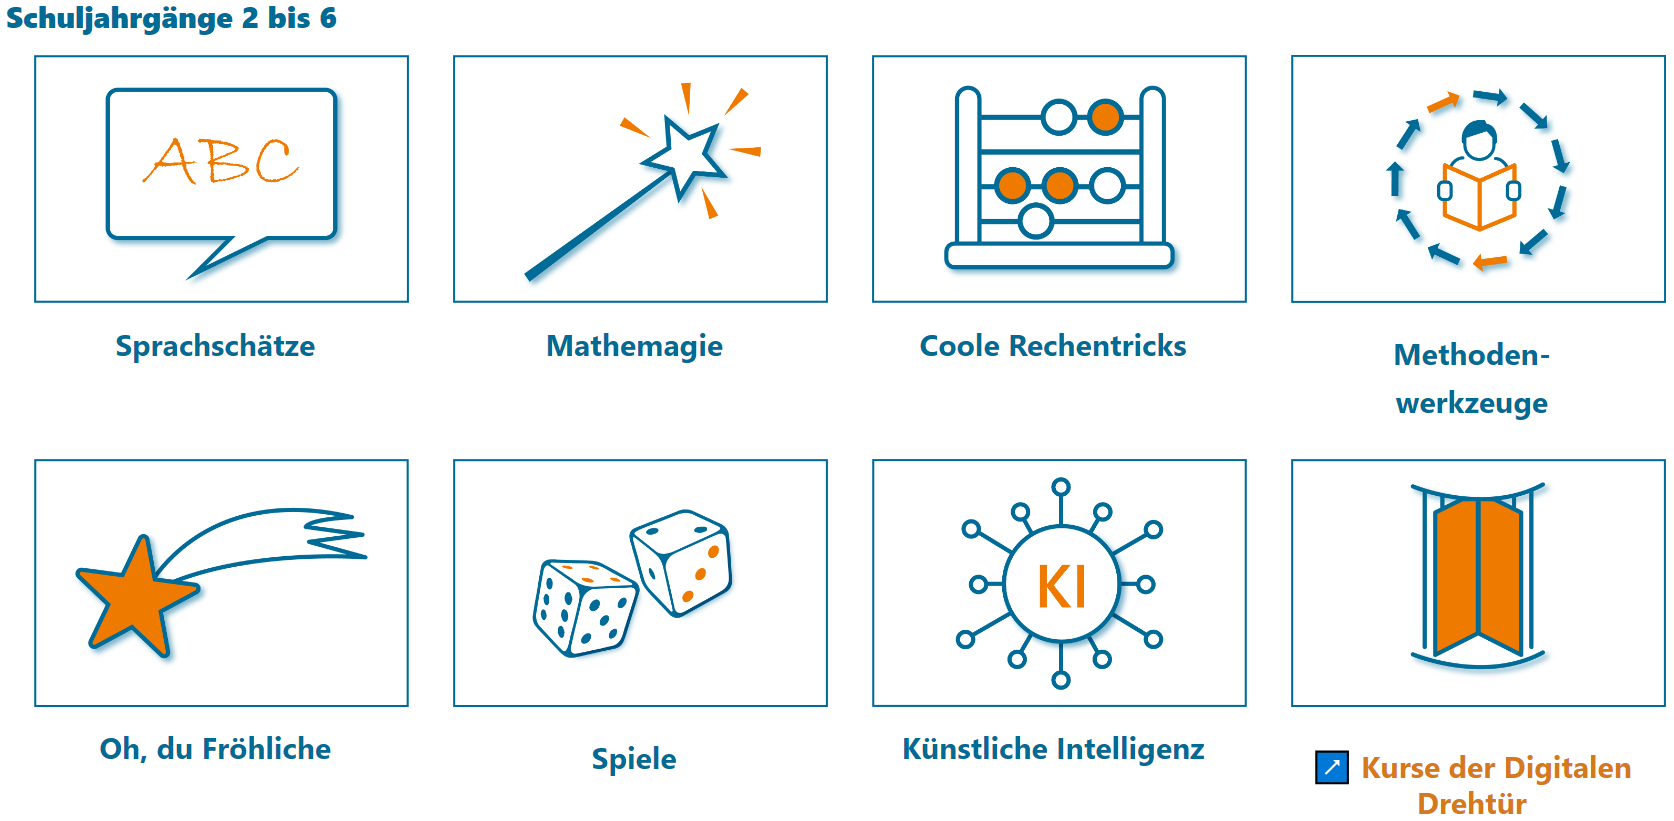 Schuljahrgänge 2 bis 6
ABC
Sprachschätze
Mathemagie
Coole Rechentricks
Methoden-
werkzeuge
KI
Oh, du Fröhliche
Spiele
Künstliche Intelligenz
Kurse der Digitalen
Drehtür